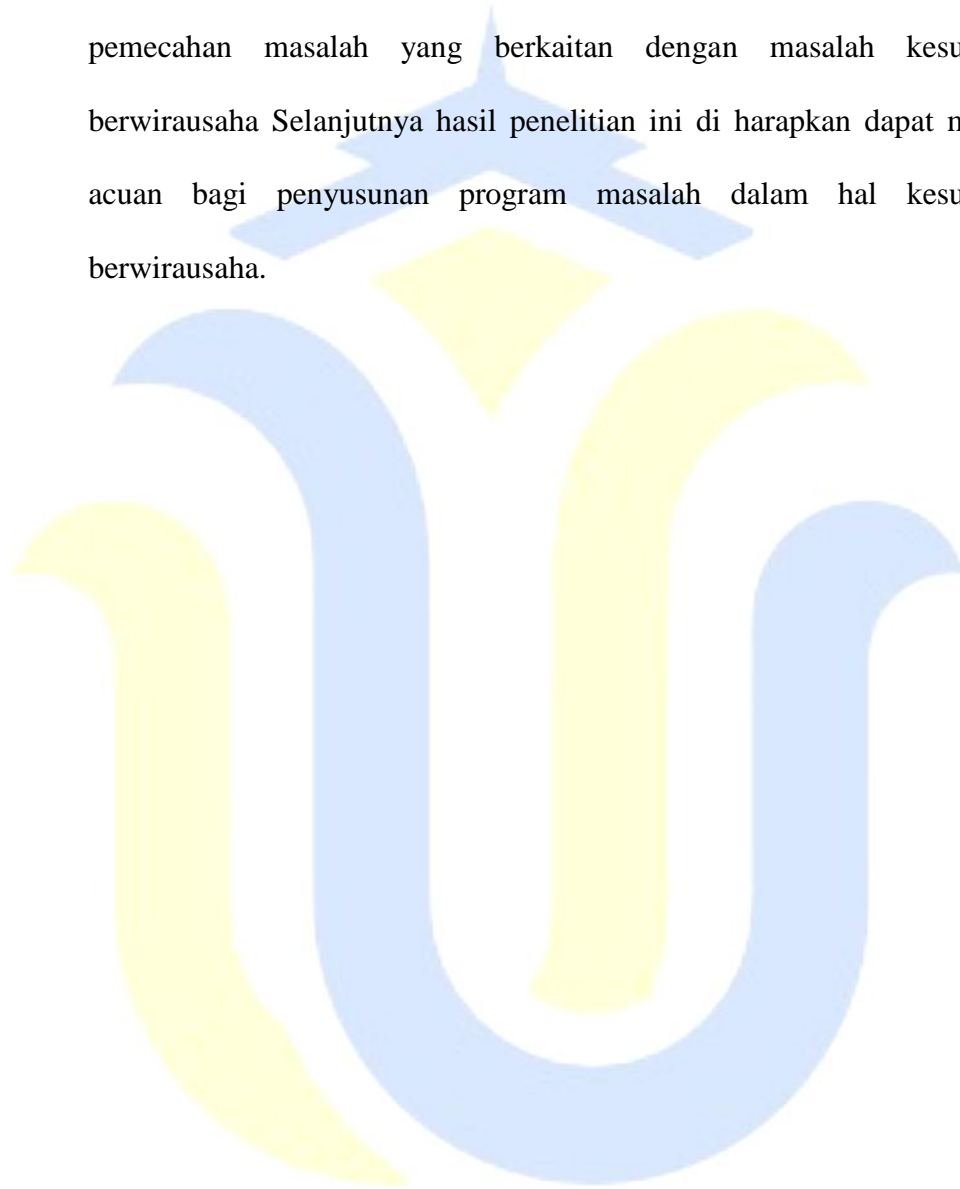 pemecahan masalah yang berkaitan dengan masalah
berwirausaha Selanjutnya hasil penelitian ini di harapkan dapat
acuan bagi penyusunan program masalah dalam hal
berwirausaha.